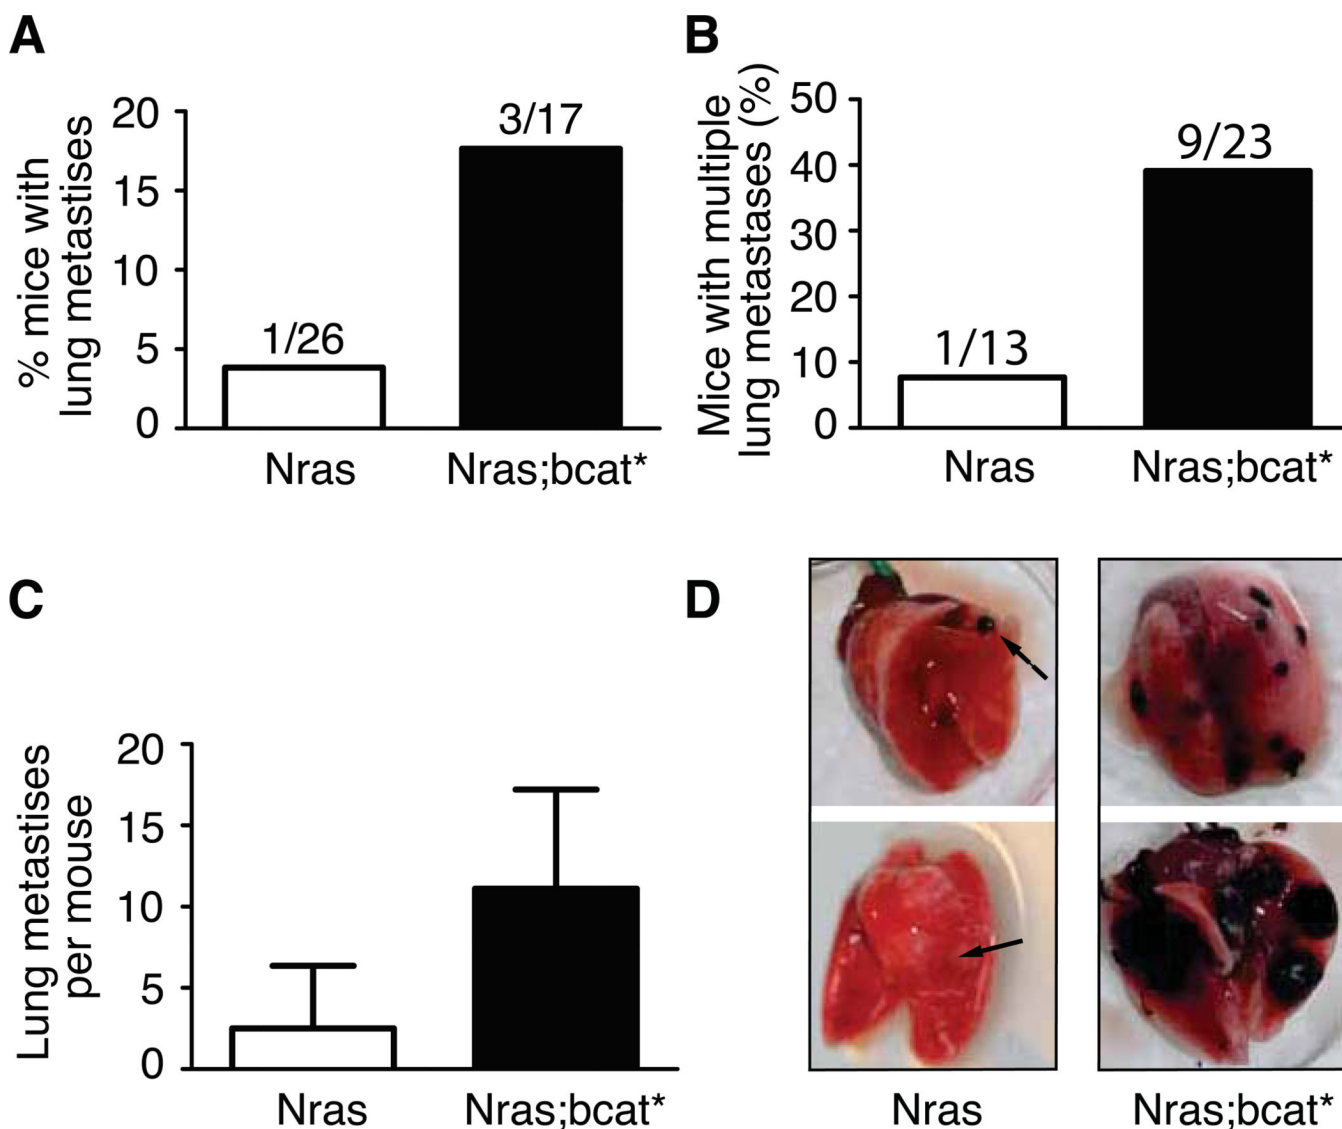 A
% mice with
lung metastises
20
15
10
5
0
1/26
3/17
Nras
Nras;bcat*
B
Mice with multiple
lung metastases (%)
50
40
30
20
10
0
1/13
9/23
Nras
Nras;bcat*
C
Lung metastises
per mouse
20
15
10
5
0
Nras
Nras;bcat*
D
Nras
Nras;bcat*